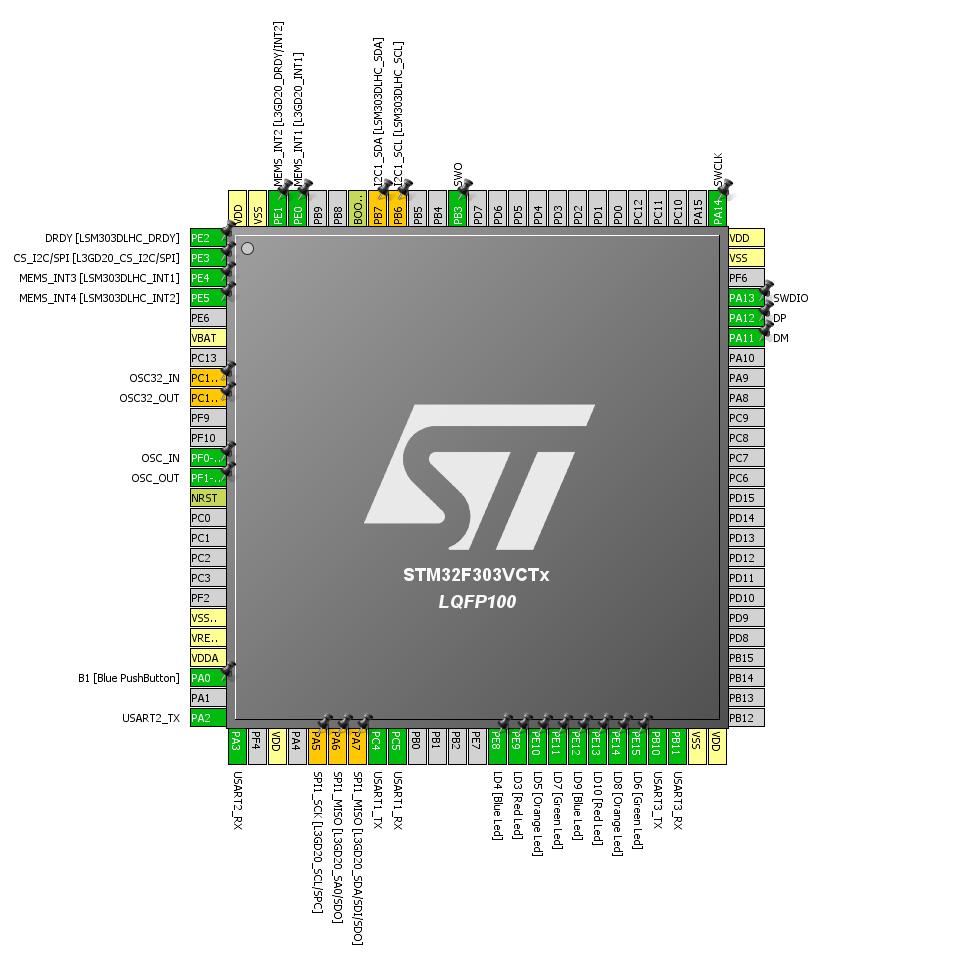 MEMS_INT2 [L3GD20_DRDY/INT2]
MEMS_INT1 [L3GD20_INT1]
I2C1_SDA [LSM303DLHC_SDA]
I2C1_SCL [LSM303DLHC_SCL]
SWO
SWCLK
VDD
VSS
PE1
PE0
PB9
PB8
BOO..
PB7
PB6
PB5
PB4
PB3
PD7
PD6
PD5
PD4
PD3
PD2
PD1
PD0
PC12
PC11
PC10
PA15
PA14
DRDY [LSM303DLHC_DRDY] PE2
CS_I2C/SPI [L3GD20_CS_I2C/SPI] PE3
MEMS_INT3 [LSM303DLHC_INT1] PE4
MEMS_INT4 [LSM303DLHC_INT2] PE5
PE6
VBAT
PC13
OSC32_IN PC1..
OSC32_OUT PC1..
PF9
PF10
OSC_IN PF0-..
OSC_OUT PF1-..
NRST
PC0
PC1
PC2
PC3
PF2
VSS..
VRE..
VDDA
B1 [Blue PushButton] PA0
PA1
USART2_TX PA2
ST
STM32F303VCTx
LQFP100
VDD
VSS
PF6
PA13 SWDIO
PA12 DP
PA11 DM
PA10
PA9
PA8
PC9
PC8
PC7
PC6
PD15
PD14
PD13
PD12
PD11
PD10
PD9
PD8
PB15
PB14
PB13
PB12
PA3
PF4
VDD
PA4
PA5
PA6
PA7
PC4
PC5
PB0
PB1
PB2
PE7
PE8
PE9
PE10
PE11
PE12
PE13
PE14
PE15
PB10
PB11
VSS
VDD
USART2_RX
SPI1_SCK [L3GD20_SCL/SPC]
SPI1_MISO [L3GD20_SA0/SDO]
SPI1_MISO [L3GD20_SDA/SDI/SDO]
USART1_TX
USART1_RX
LD4 [Blue Led]
LD3 [Red Led]
LD5 [Orange Led]
LD7 [Green Led]
LD9 [Blue Led]
LD10 [Red Led]
LD8 [Orange Led]
LD6 [Green Led]
USART3_TX
USART3_RX